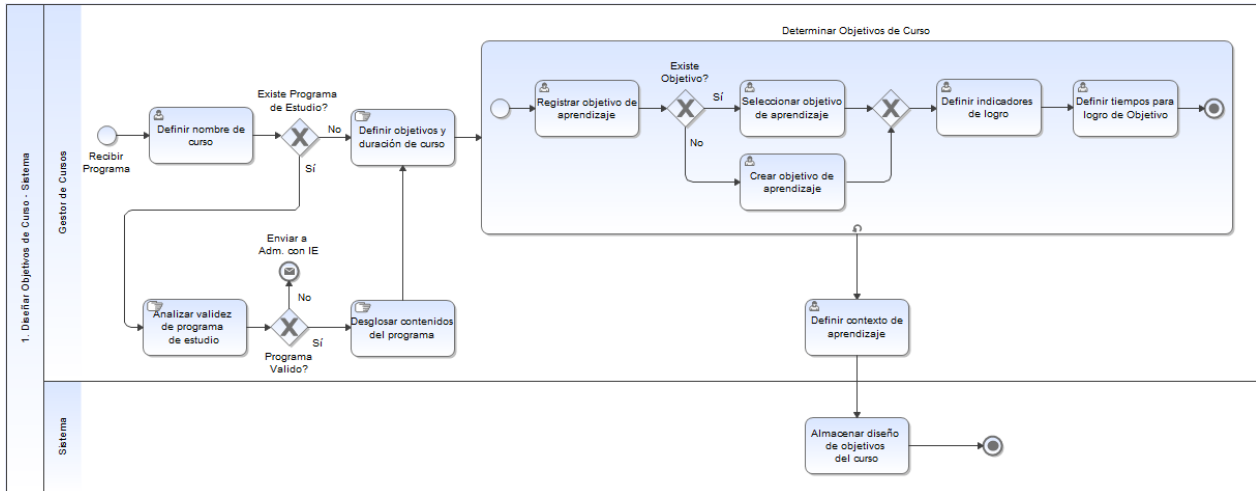 1. Diseñar Objetivos de Curso - Sistema
Gestor de Cursos
Recibir
Programa
Definir nombre de
curso
Existe Programa
de Estudio?
No
Sí
Definir objetivos y
duración de curso
Analizar validez
de programa
de estudio
Enviar a
Adm. con IE
No
Sí
Programa
Valido?
Desglosar contenidos
del programa
Determinar Objetivos de Curso
Registrar objetivo de
aprendizaje
Existe
Objetivo?
Sí
No
Seleccionar objetivo
de aprendizaje
Crear objetivo de
aprendizaje
Definir indicadores
de logro
Definir tiempos para
logro de Objetivo
Definir contexto de
aprendizaje
Sistema
Almacenar diseño
de objetivos
del curso